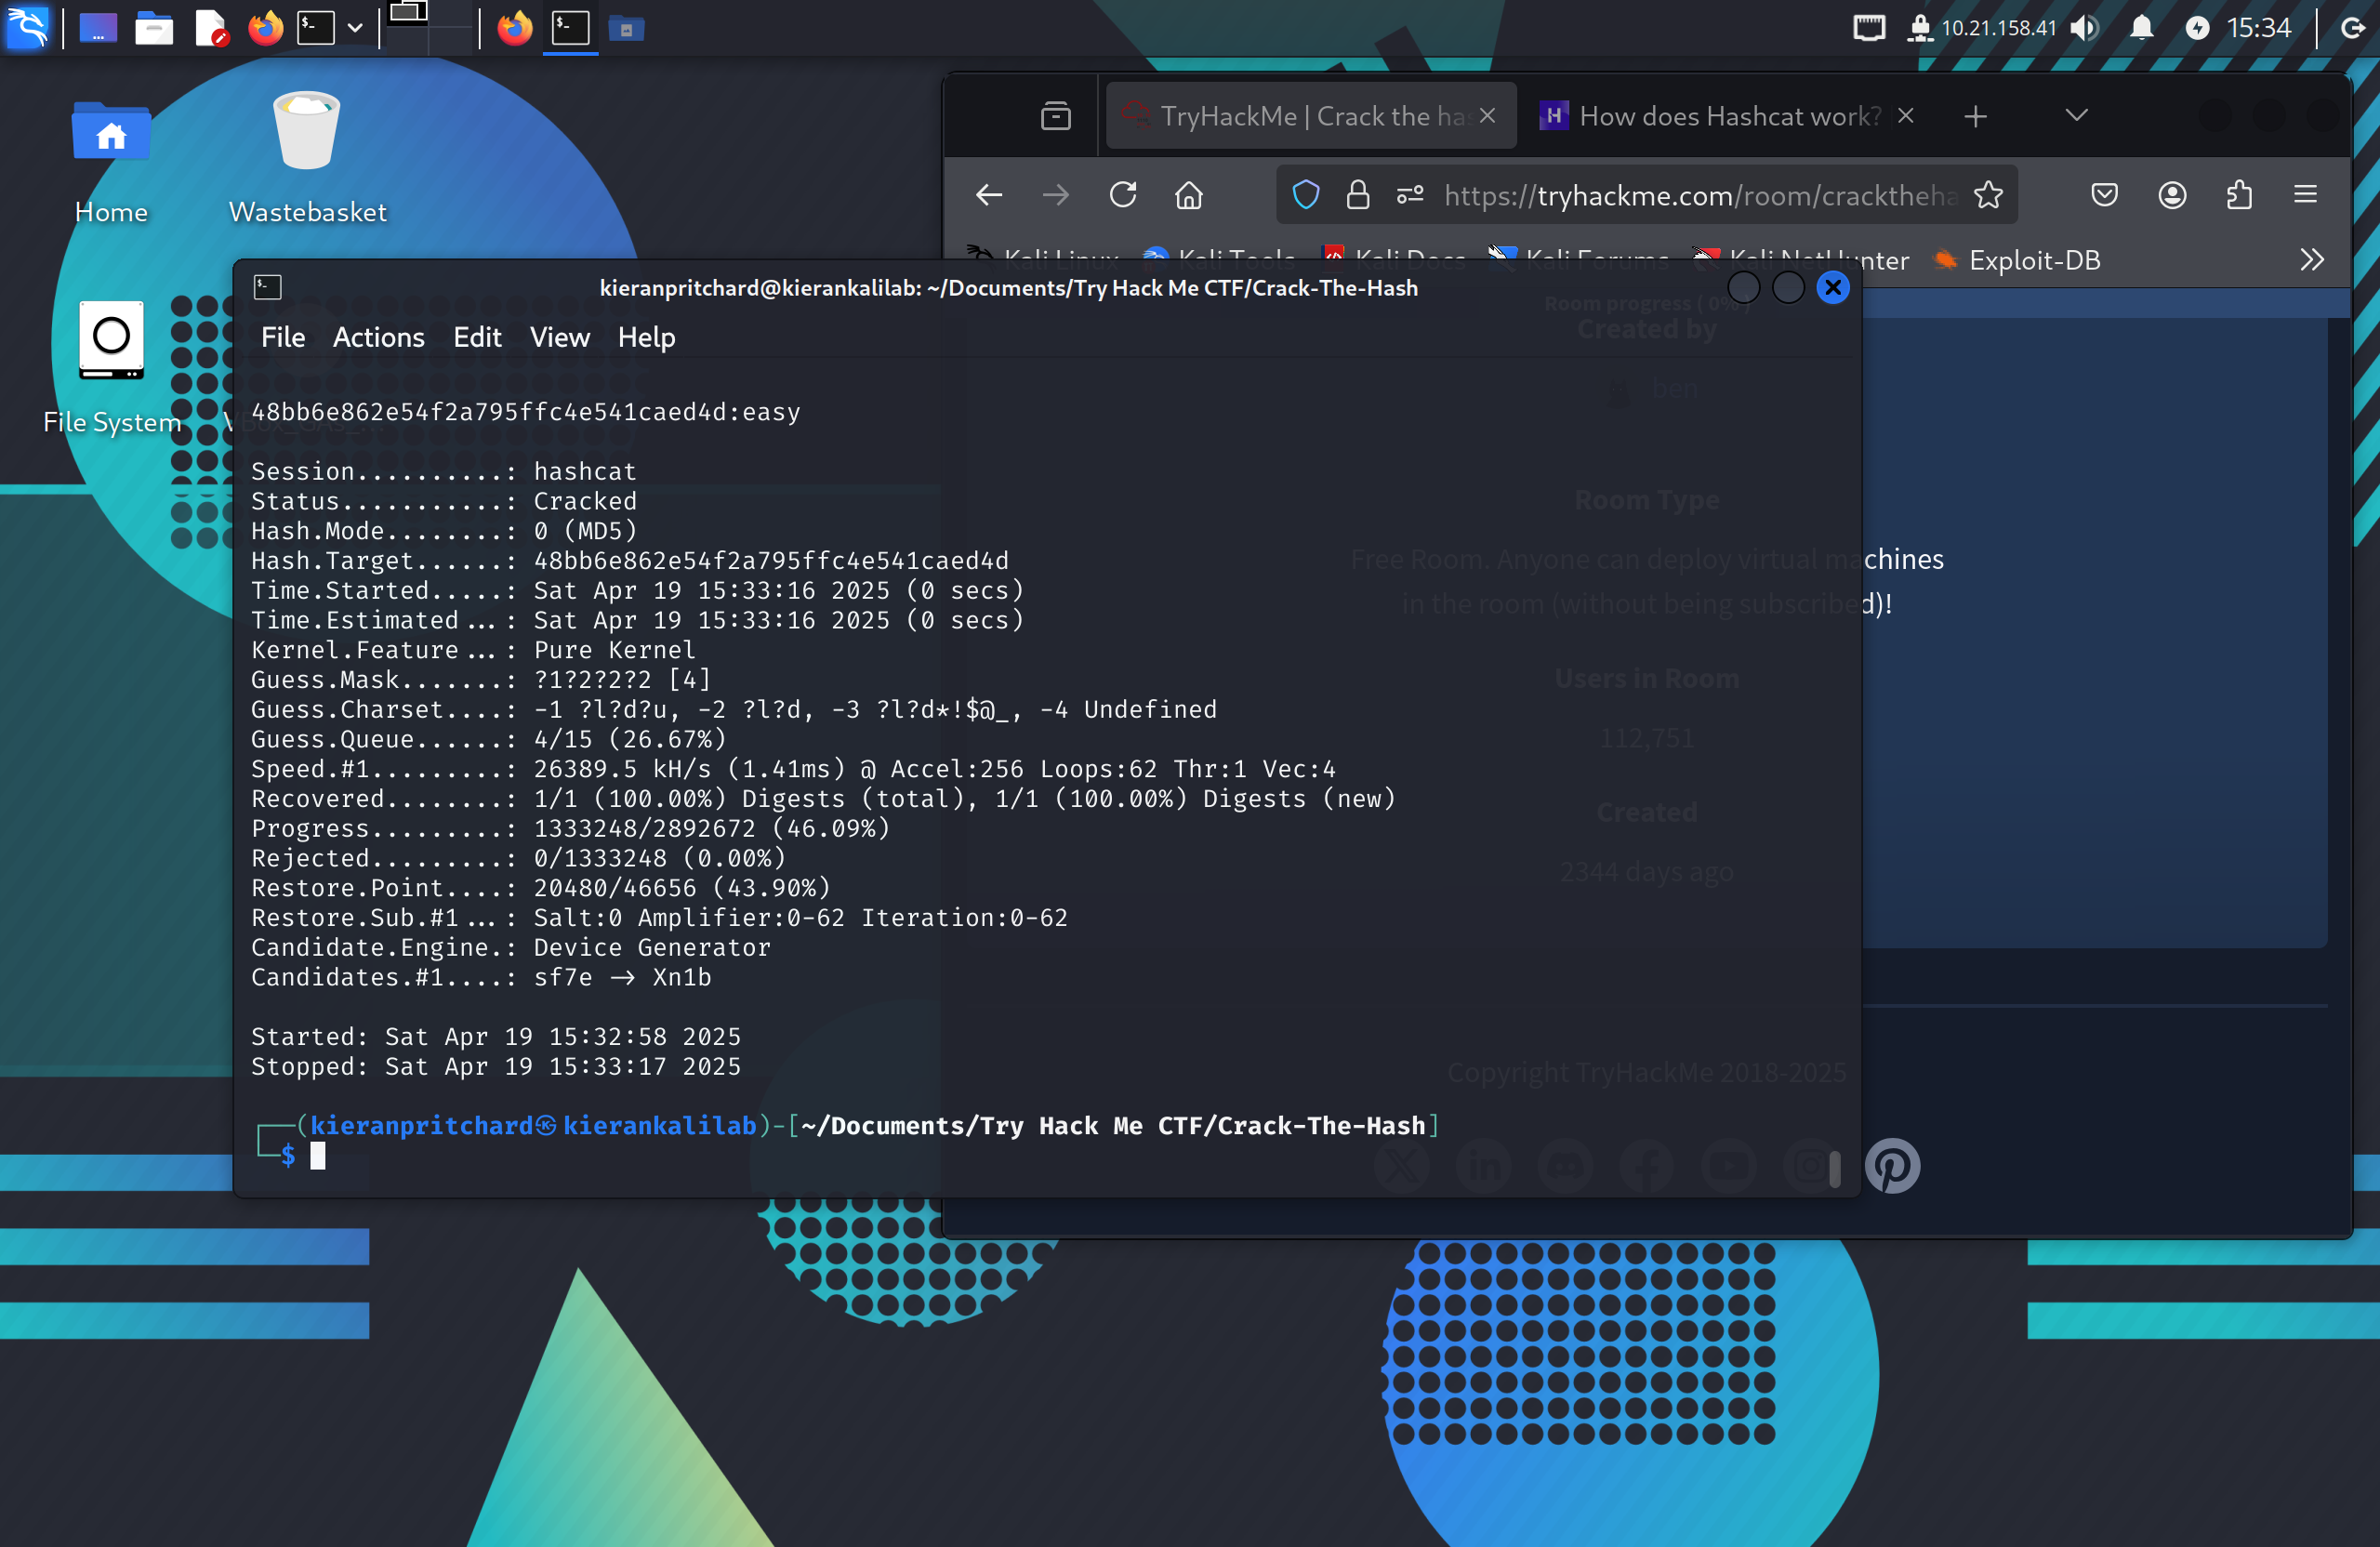 10.21.158.41
15:34
Home
Wastebasket
File System
TryHackMe | Crack the has
How does Hashcat work?
https://tryhackme.com/room/cracktheha
Kali Linux Kali Tools Kali Docs Kali Forums Kali NetHunter Exploit-DB
kieranpritchard@kierankalilab: ~/Documents/Try Hack Me CTF/Crack-The-Hash
File Actions Edit View Help
Room progress ( 0% )
Created by
ben
Room Type
Free Room. Anyone can deploy virtual machines
in the room (without being subscribed)!
Users in Room
112,751
Created
2344 days ago
Copyright TryHackMe 2018-2025
48bb6e862e54f2a795ffc4e541caed4d:easy
Session..........: hashcat
Status...........: Cracked
Hash.Mode........: 0 (MD5)
Hash.Target......: 48bb6e862e54f2a795ffc4e541caed4d
Time.Started.....: Sat Apr 19 15:33:16 2025 (0 secs)
Time.Estimated...: Sat Apr 19 15:33:16 2025 (0 secs)
Kernel.Feature...: Pure Kernel
Guess.Mask.......: ?1?2?2?2 [4]
Guess.Charset....: -1 ?l?d?u, -2 ?l?d, -3 ?l?d*!$@_, -4 Undefined
Guess.Queue......: 4/15 (26.67%)
Speed.#1.........: 26389.5 kH/s (1.41ms) @ Accel:256 Loops:62 Thr:1 Vec:4
Recovered........: 1/1 (100.00%) Digests (total), 1/1 (100.00%) Digests (new)
Progress.........: 1333248/2892672 (46.09%)
Rejected.........: 0/1333248 (0.00%)
Restore.Point....: 20480/46656 (43.90%)
Restore.Sub.#1...: Salt:0 Amplifier:0-62 Iteration:0-62
Candidate.Engine.: Device Generator
Candidates.#1....: sf7e -> Xn1b
Started: Sat Apr 19 15:32:58 2025
Stopped: Sat Apr 19 15:33:17 2025
(kieranpritchard㉿kierankalilab)-[~/Documents/Try Hack Me CTF/Crack-The-Hash]
$